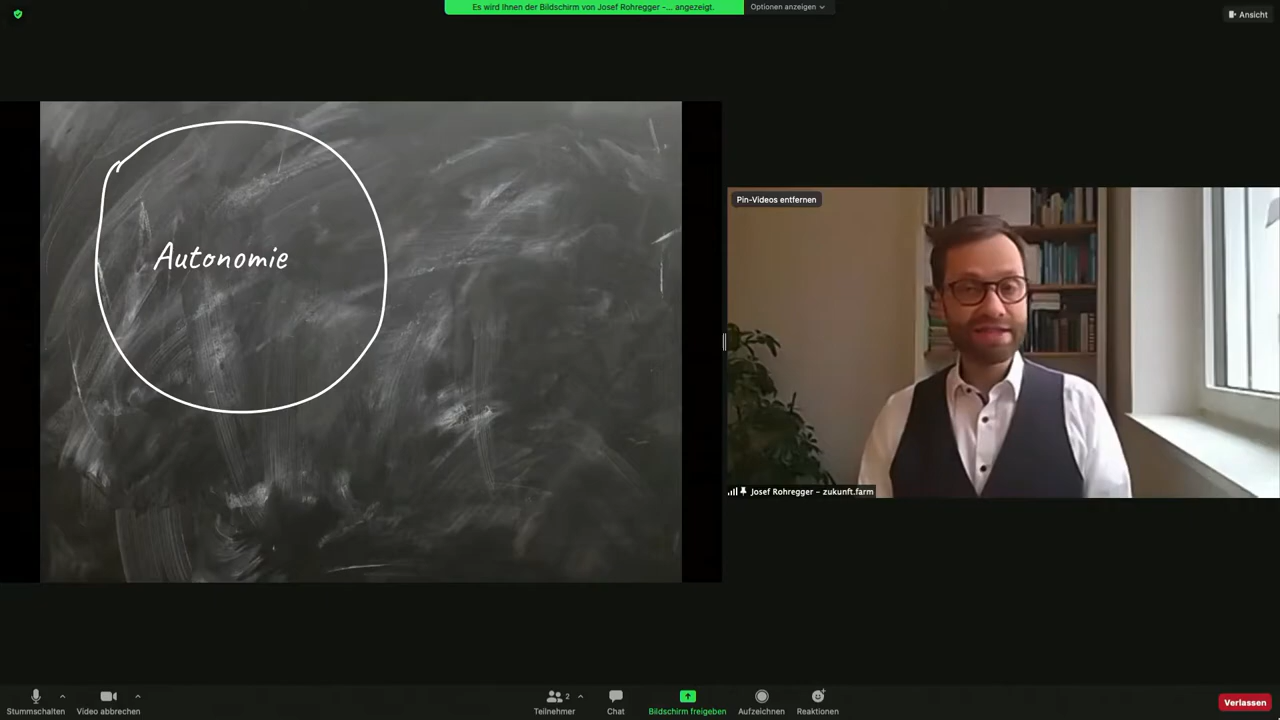 Es wird Ihnen der Bildschirm von Josef Rohregger -... angezeigt.
Optionen anzeigen
Ansicht
Autonomie
Pin-Videos entfernen
Josef Rohregger – zukunft.farm
Stummschalten
Video abbrechen
2
Teilnehmer
Chat
Bildschirm freigeben
Aufzeichnen
Reaktionen
Verlassen